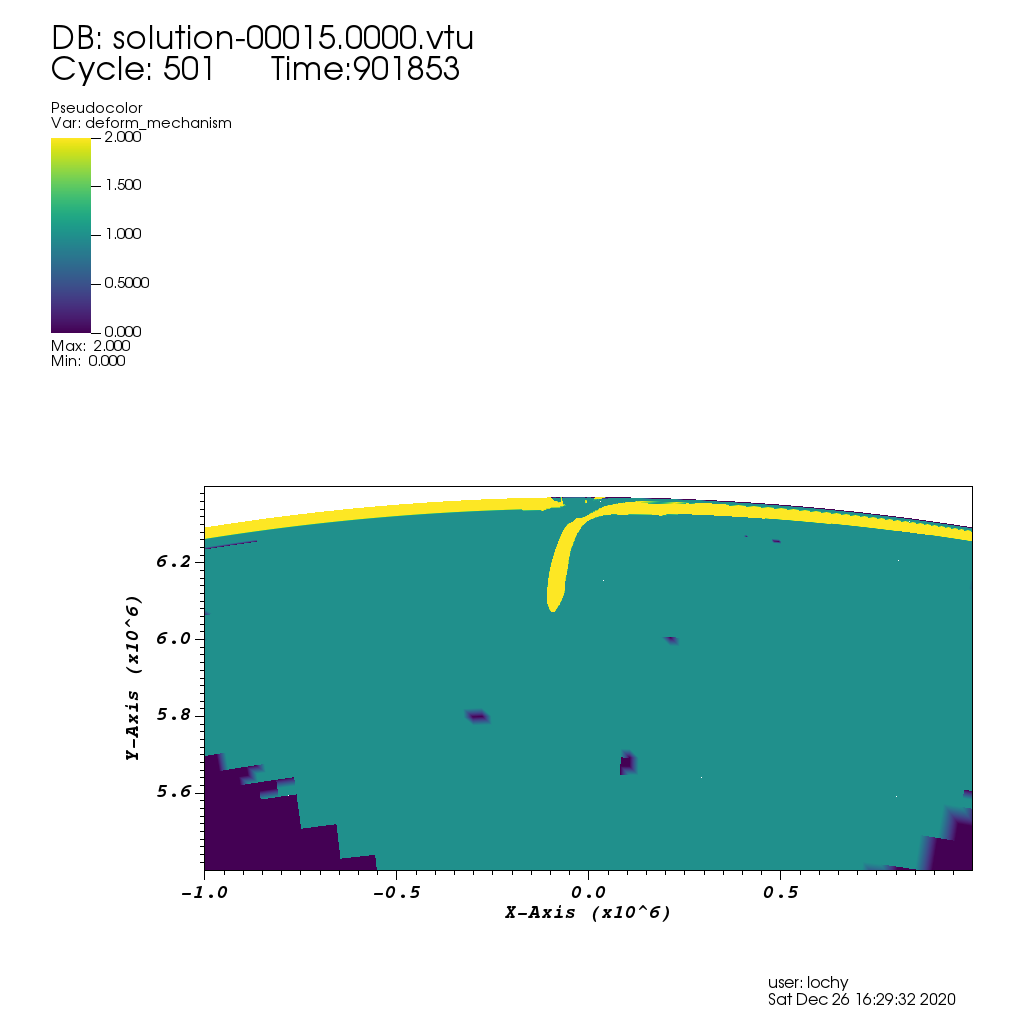 DB: solution-00015.0000.vtu
Cycle: 501 Time:901853
Pseudocolor
Var: deform_mechanism
2.000
1.500
1.000
0.5000
0.000
Max: 2.000
Min: 0.000
6.2
6.0
5.8
5.6
Y-Axis (x10^6)
-1.0 -0.5 0.0 0.5
X-Axis (x10^6)
user: lochy
Sat Dec 26 16:29:32 2020